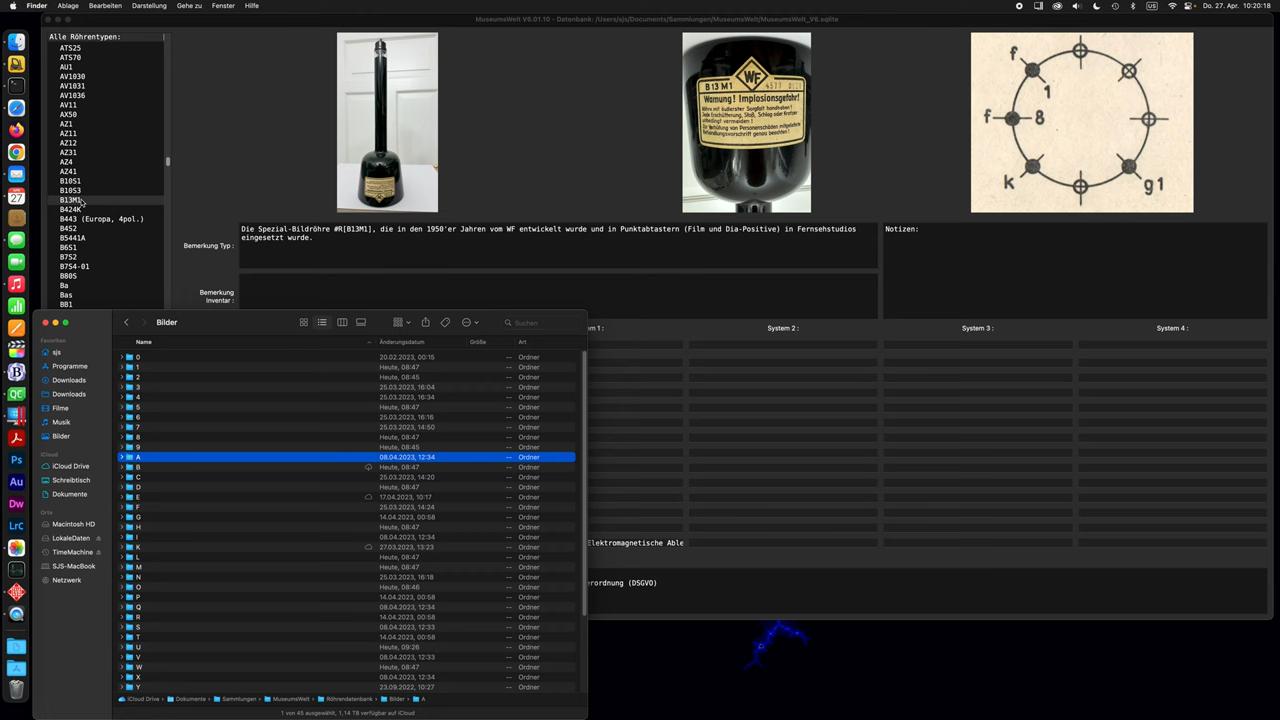 Finder Ablage Bearbeiten Darstellung Gehe zu Fenster Hilfe
Do. 27. Apr. 10:20:18
MuseumsWelt V6.01.10 - Datenbank: /Users/sjs/Documents/Sammlungen/MuseumsWelt/MuseumsWelt_V6.sqlite
Alle Röhrentypen:
ATS25
ATS70
AU1
AV1030
AV1031
AV1036
AV11
AX50
AZ1
AZ11
AZ12
AZ31
AZ4
AZ41
B10S1
B10S3
B13M1
B424K
B443 (Europa, 4pol.)
B4S2
B5441A
B6S1
B7S2
B7S4-01
B80S
Ba
Bas
BB1
WF
B13 M1 4577
Warnung! Implosionsgefahr!
f
1
f
8
k
g1
Bemerkung Typ :
Die Spezial-Bildröhre #R[B13M1], die in den 1950'er Jahren vom WF entwickelt wurde und in Punktabtastern (Film und Dia-Positive) in Fernsehstudios
eingesetzt wurde.
Notizen:
Bemerkung
Inventar :
System 2 :
System 3 :
System 4 :
Elektromagnetische Able
erordnung (DSGVO)
Bilder
Suchen
Favoriten
sjs
Programme
Downloads
Downloads
Filme
Musik
Bilder
iCloud
iCloud Drive
Schreibtisch
Dokumente
Orte
Macintosh HD
LokaleDaten
TimeMachine
SJS-MacBook
Netzwerk
Name Änderungsdatum Größe Art
0 20.02.2023, 00:15 -- Ordner
1 Heute, 08:47 -- Ordner
2 Heute, 08:45 -- Ordner
3 25.03.2023, 16:04 -- Ordner
4 25.03.2023, 16:34 -- Ordner
5 Heute, 08:47 -- Ordner
6 25.03.2023, 16:16 -- Ordner
7 25.03.2023, 14:50 -- Ordner
8 Heute, 08:47 -- Ordner
9 Heute, 08:45 -- Ordner
A 08.04.2023, 12:34 -- Ordner
B Heute, 08:47 -- Ordner
C 25.03.2023, 14:20 -- Ordner
D Heute, 08:47 -- Ordner
E 17.04.2023, 10:17 -- Ordner
F 25.03.2023, 14:24 -- Ordner
G 14.04.2023, 00:58 -- Ordner
H Heute, 08:47 -- Ordner
I 08.04.2023, 12:34 -- Ordner
K 27.03.2023, 13:23 -- Ordner
L Heute, 08:47 -- Ordner
M Heute, 08:47 -- Ordner
N 25.03.2023, 16:18 -- Ordner
O Heute, 08:46 -- Ordner
P 14.04.2023, 00:58 -- Ordner
Q 08.04.2023, 12:34 -- Ordner
R 14.04.2023, 00:58 -- Ordner
S 08.04.2023, 12:33 -- Ordner
T 14.04.2023, 00:58 -- Ordner
U Heute, 09:26 -- Ordner
V 08.04.2023, 12:33 -- Ordner
W Heute, 08:47 -- Ordner
X 08.04.2023, 12:34 -- Ordner
Y 23.09.2022, 10:27 -- Ordner
iCloud Drive Dokumente Sammlungen MuseumsWelt Röhrendatenbank Bilder A
1 von 45 ausgewählt, 1,14 TB verfügbar auf iCloud